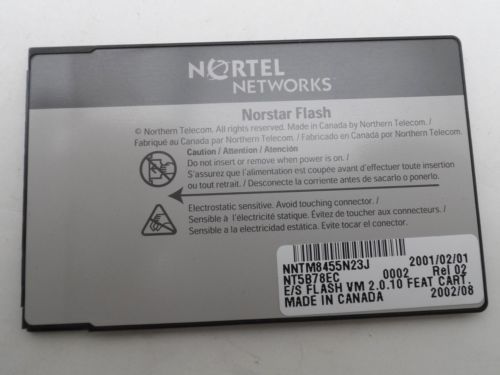 NORTEL
NETWORKS
Norstar Flash
© Northern Telecom. All rights reserved. Made in Canada by Northern Telecom. /
Fabriqué au Canada par Northern Telecom. / Fabricado en Canada por Northern Telecom.
Caution / Attention / Atención
Do not insert or remove when power is on. /
S'assurez que l'alimentation est coupée avant d'effectuer toute insertion
ou tout retrait. / Desconecte la corriente antes de sacarlo o ponerlo.
Electrostatic sensitive. Avoid touching connector. /
Sensible à l'électricité statique. Évitez de toucher aux connecteurs. /
Sensible a la electricidad estática. Evite tocar el conector.
NNTM8455N23J 2001/02/01
NT5B78EC 0002 Rel 02
E/S FLASH VM 2.0.10 FEAT CART.
MADE IN CANADA 2002/08